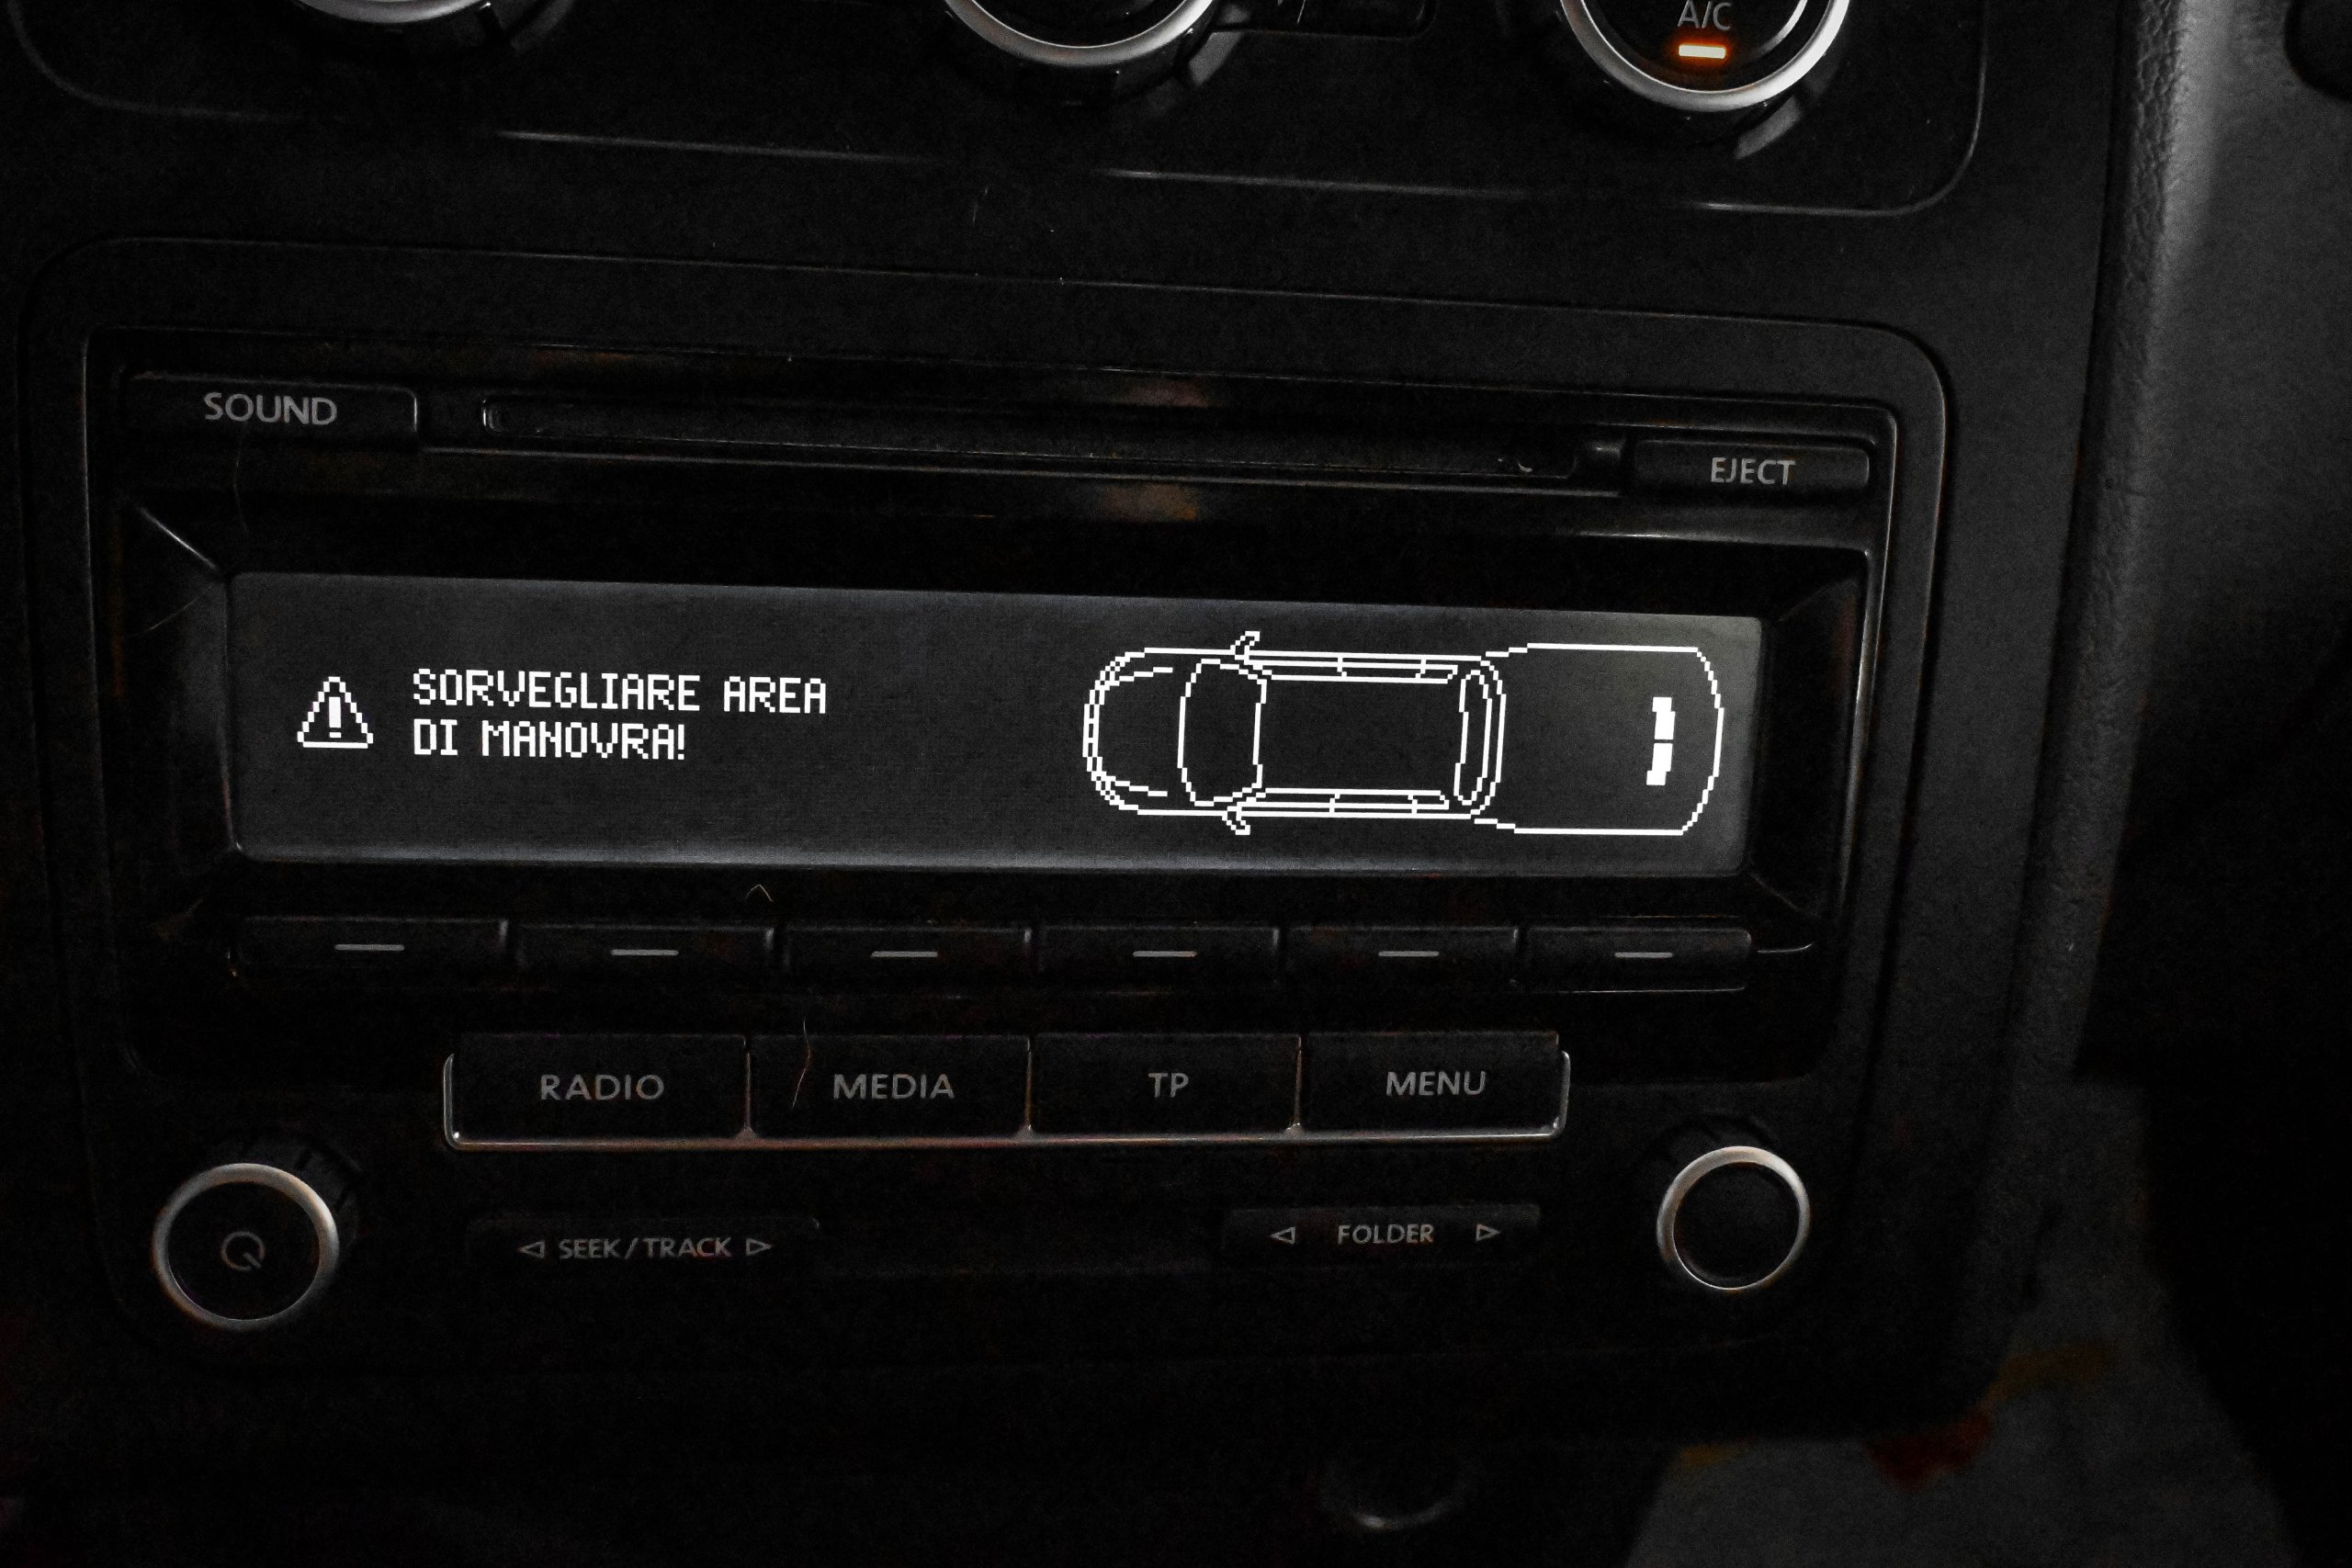 A/C
SOUND
EJECT
SORVEGLIARE AREA
DI MANOVRA!
RADIO
MEDIA
TP
MENU
SEEK/TRACK
FOLDER